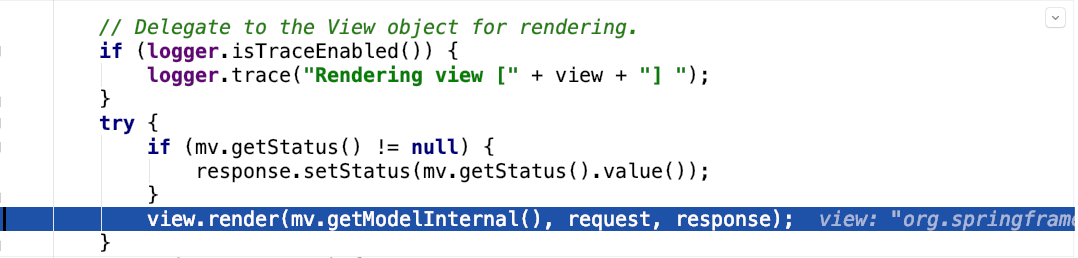 // Delegate to the View object for rendering.
if (logger.isTraceEnabled()) {
logger.trace("Rendering view [" + view + "] ");
}
try {
if (mv.getStatus() != null) {
response.setStatus(mv.getStatus().value());
}
view.render(mv.getModelInternal(), request, response); view: "org.springframe
}